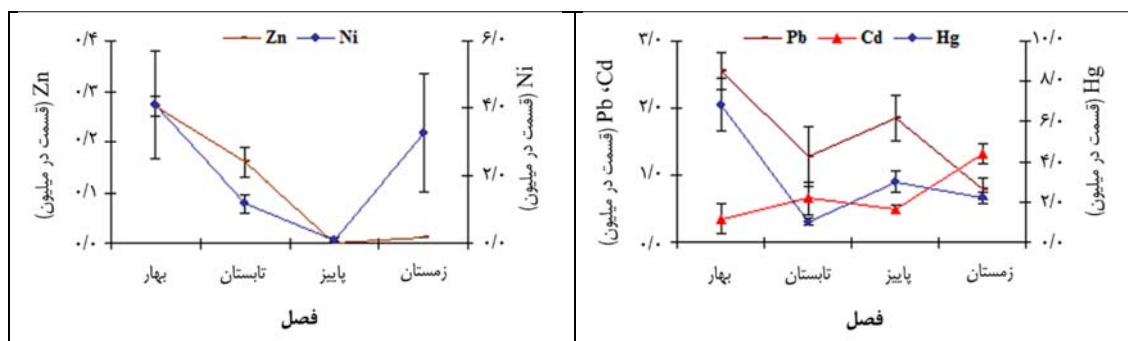 Zn Ni
۰/۴
۰/۳
۰/۲
۰/۱
۰/۰
Zn (قسمت در میلیون)
۶/۰
۴/۰
۲/۰
۰/۰
Ni (قسمت در میلیون)
بهار تابستان پاییز زمستان
فصل
Pb Cd Hg
۳/۰
۲/۰
۱/۰
۰/۰
Pb ،Cd (قسمت در میلیون)
۱۰/۰
۸/۰
۶/۰
۴/۰
۲/۰
۰/۰
Hg (قسمت در میلیون)
بهار تابستان پاییز زمستان
فصل